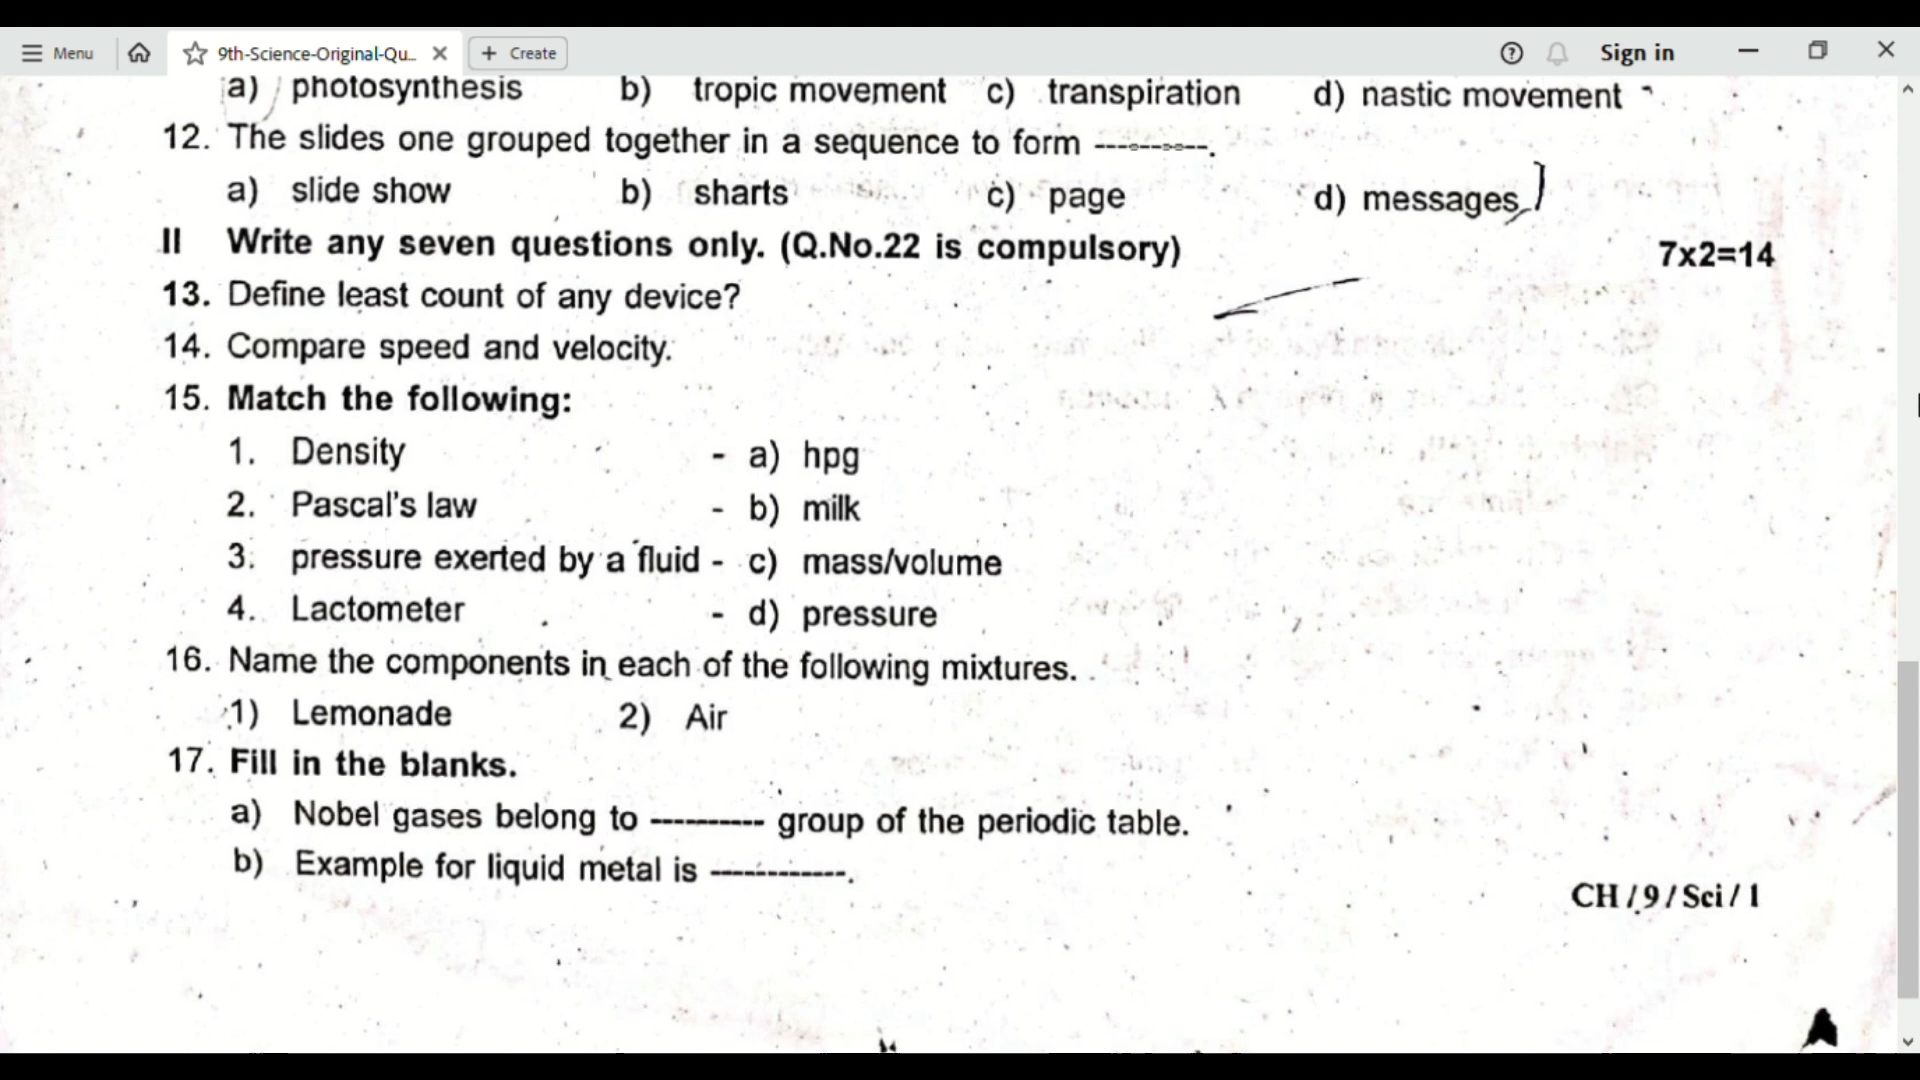 Menu 9th-Science-Original-Qu... Create Sign in
a) photosynthesis b) tropic movement c) transpiration d) nastic movement
12. The slides one grouped together in a sequence to form ----------.
a) slide show b) sharts c) page d) messages
II Write any seven questions only. (Q.No.22 is compulsory) 7x2=14
13. Define least count of any device?
14. Compare speed and velocity.
15. Match the following:
1. Density - a) hpg
2. Pascal's law - b) milk
3. pressure exerted by a fluid - c) mass/volume
4. Lactometer - d) pressure
16. Name the components in each of the following mixtures.
1) Lemonade 2) Air
17. Fill in the blanks.
a) Nobel gases belong to ---------- group of the periodic table.
b) Example for liquid metal is ------------.
CH / 9 / Sci / 1